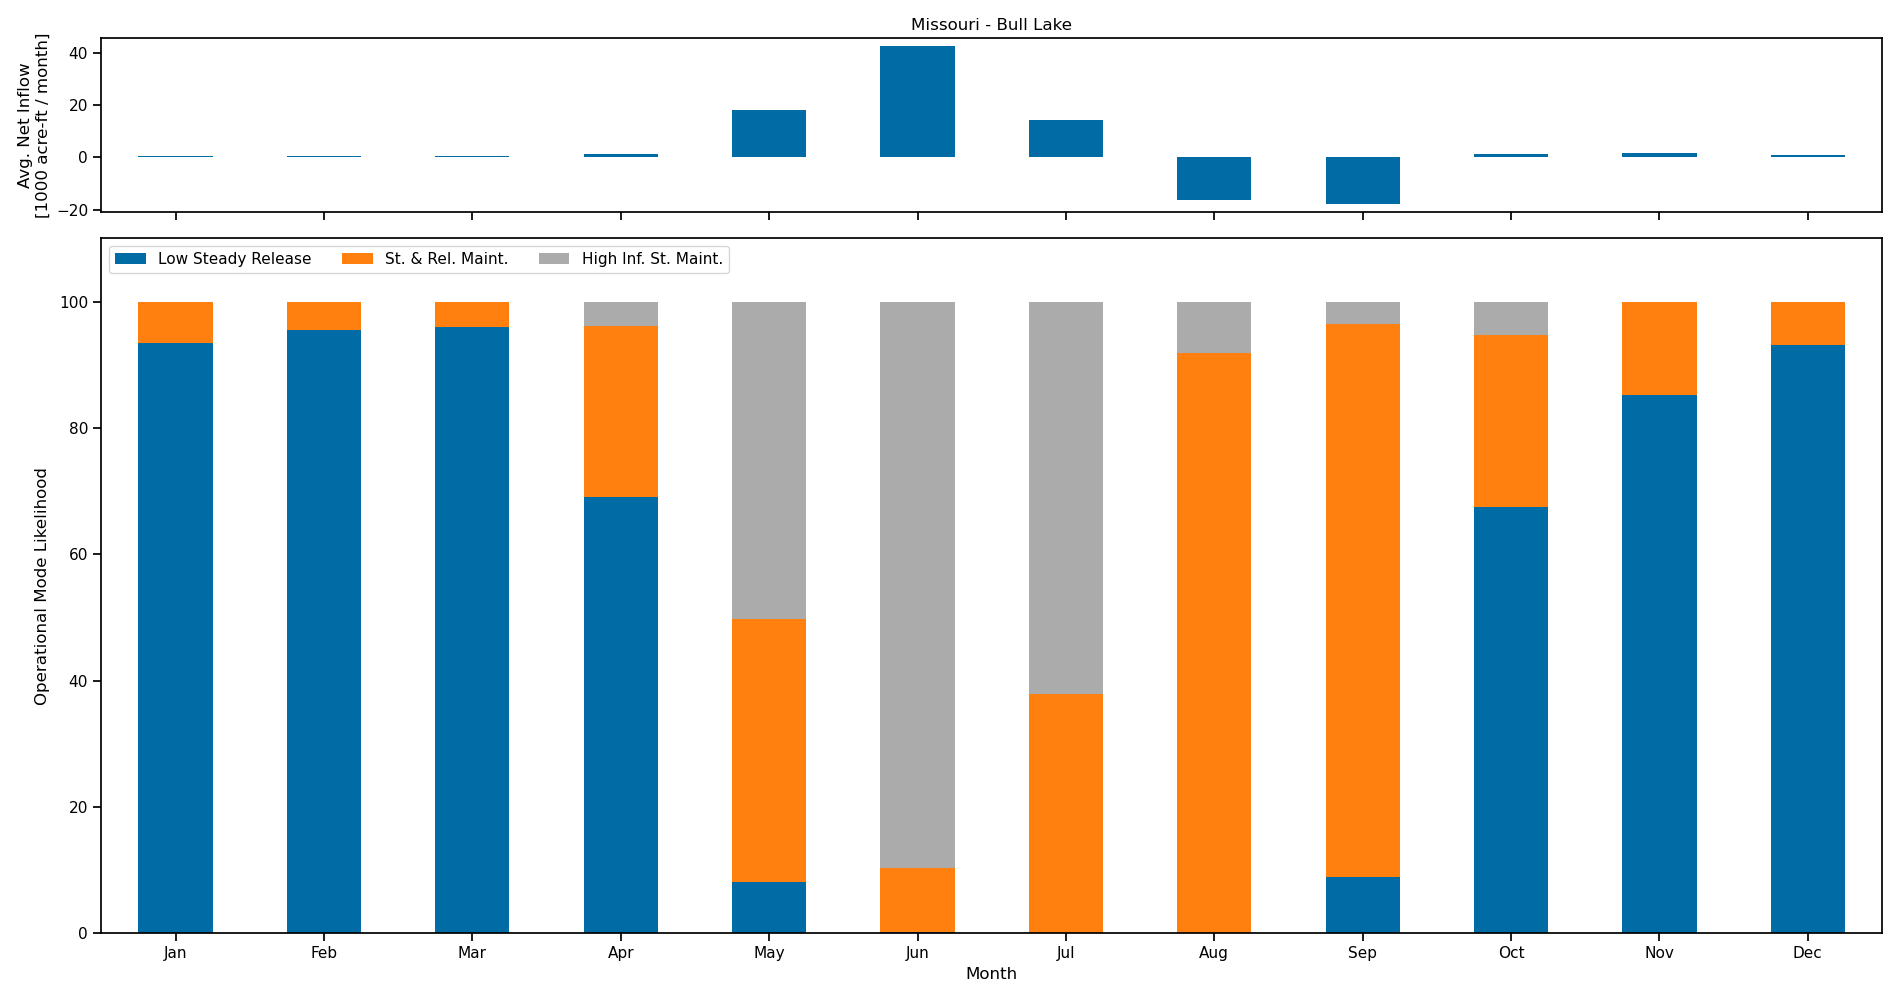 Missouri - Bull Lake
Avg. Net Inflow
[1000 acre-ft / month]
40
20
0
−20
Low Steady Release
St. & Rel. Maint.
High Inf. St. Maint.
Operational Mode Likelihood
100
80
60
40
20
0
Jan
Feb
Mar
Apr
May
Jun
Jul
Aug
Sep
Oct
Nov
Dec
Month